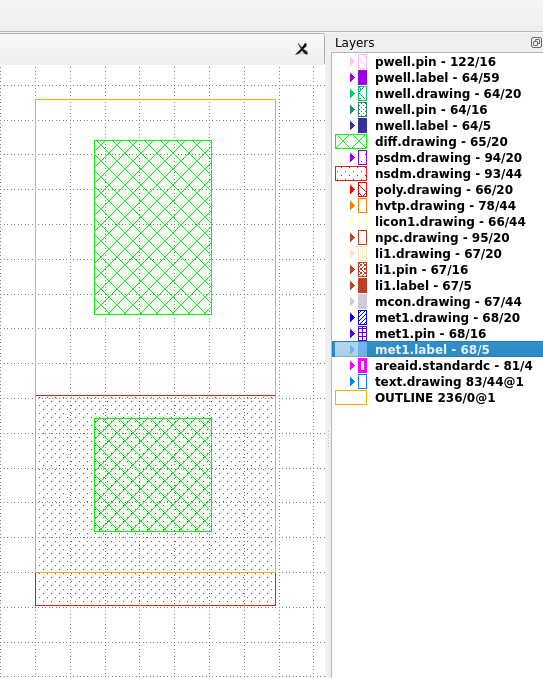 Layers
pwell.pin - 122/16
pwell.label - 64/59
nwell.drawing - 64/20
nwell.pin - 64/16
nwell.label - 64/5
diff.drawing - 65/20
psdm.drawing - 94/20
nsdm.drawing - 93/44
poly.drawing - 66/20
hvtp.drawing - 78/44
licon1.drawing - 66/44
npc.drawing - 95/20
li1.drawing - 67/20
li1.pin - 67/16
li1.label - 67/5
mcon.drawing - 67/44
met1.drawing - 68/20
met1.pin - 68/16
met1.label - 68/5
areaid.standardc - 81/4
text.drawing 83/44@1
OUTLINE 236/0@1